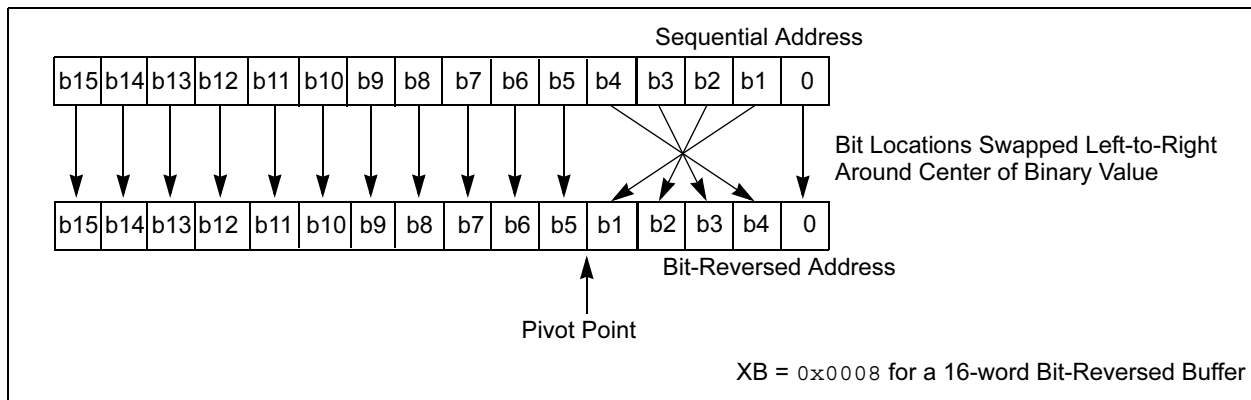 Sequential Address
b15 b14 b13 b12 b11 b10 b9 b8 b7 b6 b5 b4 b3 b2 b1 0
Bit Locations Swapped Left-to-Right
Around Center of Binary Value
b15 b14 b13 b12 b11 b10 b9 b8 b7 b6 b5 b1 b2 b3 b4 0
Bit-Reversed Address
Pivot Point
XB = 0x0008 for a 16-word Bit-Reversed Buffer